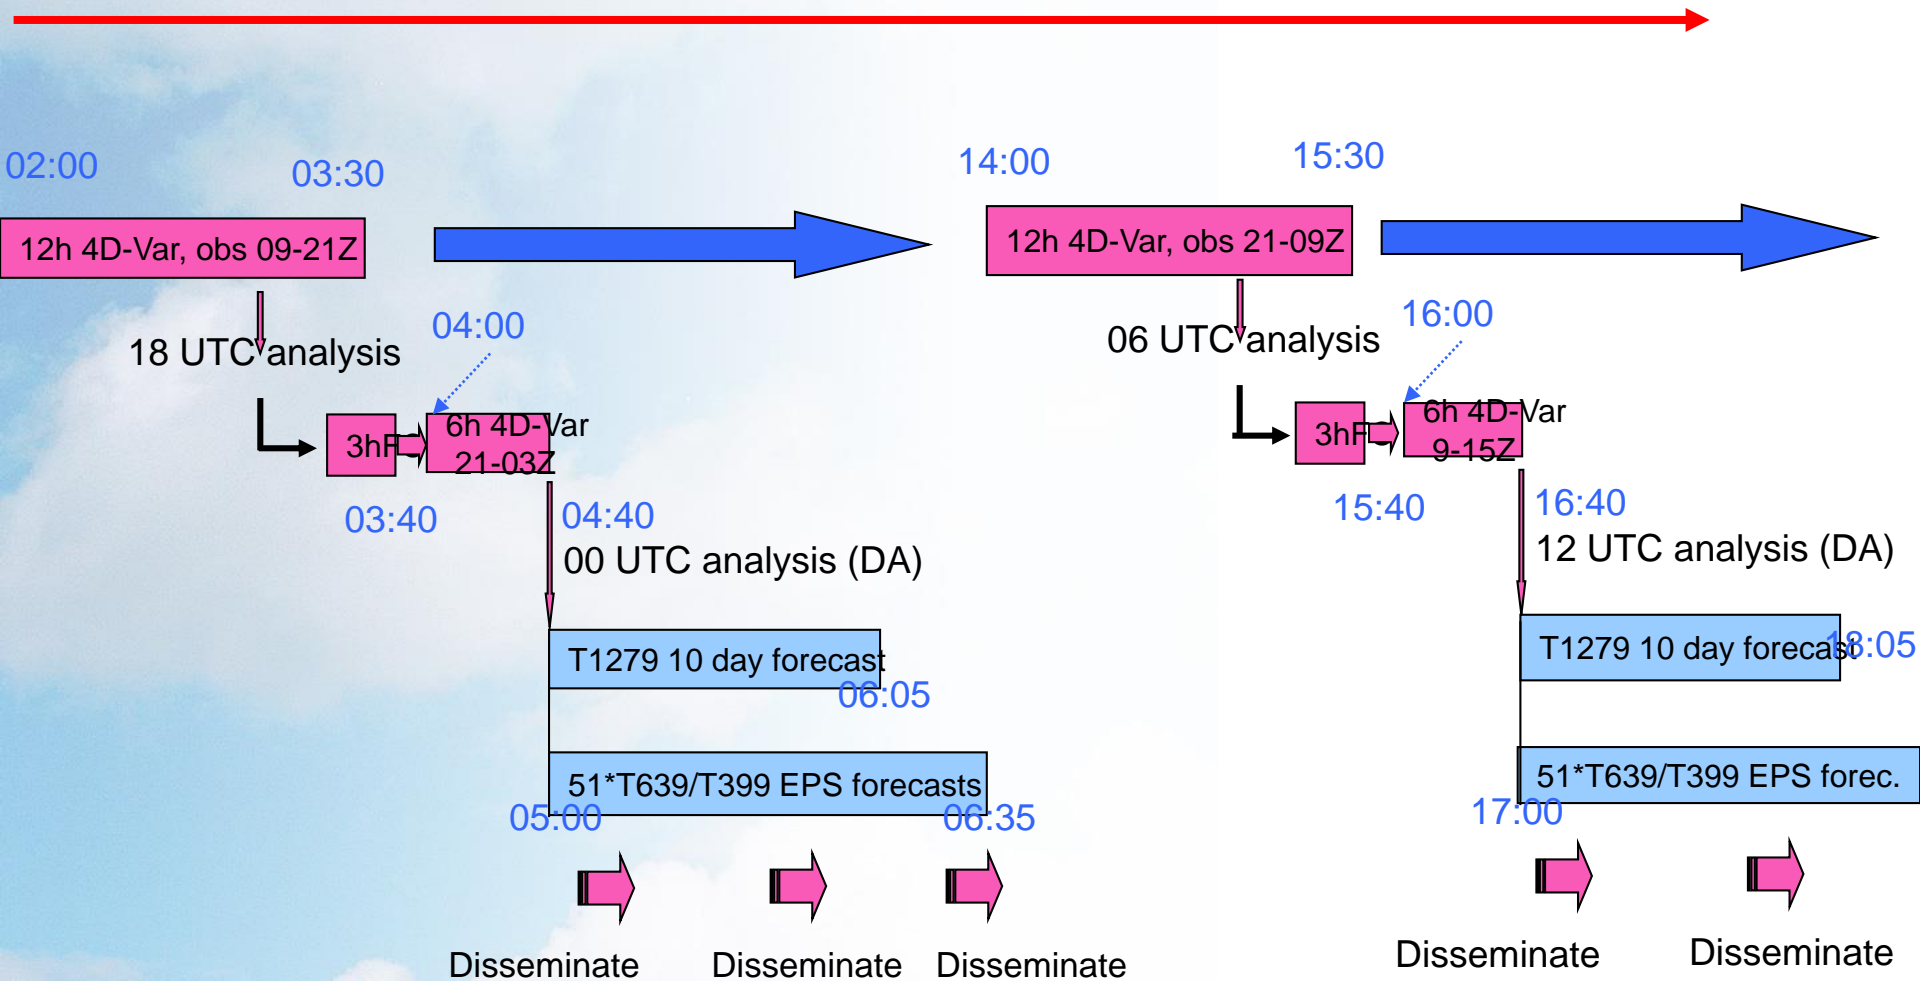 02:00
03:30
12h 4D-Var, obs 09-21Z
18 UTC analysis
04:00
3hF
6h 4D-Var
21-03Z
03:40
04:40
00 UTC analysis (DA)
T1279 10 day forecast
06:05
51*T639/T399 EPS forecasts
05:00
06:35
Disseminate
Disseminate
Disseminate
14:00
15:30
12h 4D-Var, obs 21-09Z
06 UTC analysis
16:00
3hF
6h 4D-Var
9-15Z
15:40
16:40
12 UTC analysis (DA)
T1279 10 day forecast
18:05
51*T639/T399 EPS forec.
17:00
Disseminate
Disseminate